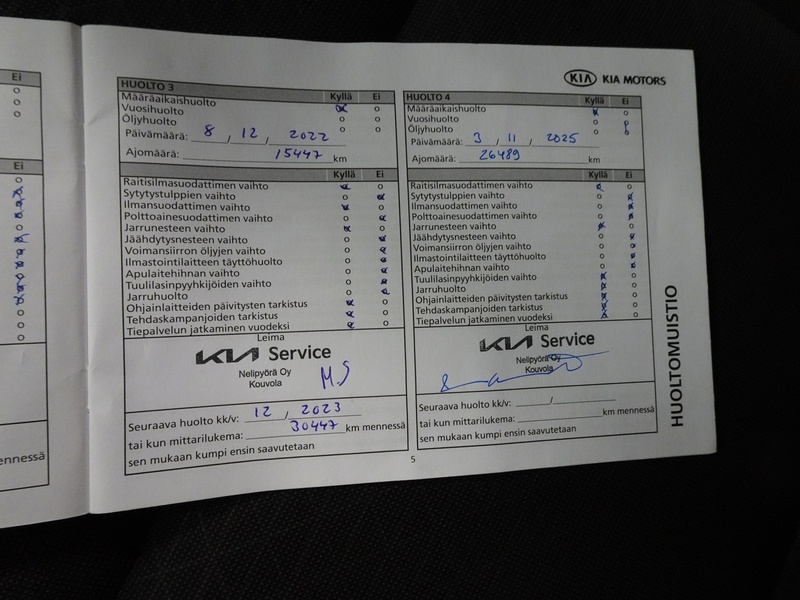 Ei
Ei
ennessä
HUOLTO 3
Kyllä Ei
Määräaikaishuolto
Vuosihuolto
Öljyhuolto
Päivämäärä: 8 / 12 / 2022
Ajomäärä: 15447 km
Kyllä Ei
Raitisilmasuodattimen vaihto
Sytytystulppien vaihto
Ilmansuodattimen vaihto
Polttoainesuodattimen vaihto
Jarrunesteen vaihto
Jäähdytysnesteen vaihto
Voimansiirron öljyjen vaihto
Ilmastointilaitteen täyttöhuolto
Apulaitehihnan vaihto
Tuulilasinpyyhkijöiden vaihto
Jarruhuolto
Ohjainlaitteiden päivitysten tarkistus
Tehdaskampanjoiden tarkistus
Tiepalvelun jatkaminen vuodeksi
Leima
KIA Service
Nelipyörä Oy
Kouvola
M.S
Seuraava huolto kk/v: 12 / 2023
tai kun mittarilukema: 30447 km mennessä
sen mukaan kumpi ensin saavutetaan
KIA KIA MOTORS
HUOLTO 4
Kyllä Ei
Määräaikaishuolto
Vuosihuolto
Öljyhuolto
Päivämäärä: 3 / 11 / 2025
Ajomäärä: 26489 km
Kyllä Ei
Raitisilmasuodattimen vaihto
Sytytystulppien vaihto
Ilmansuodattimen vaihto
Polttoainesuodattimen vaihto
Jarrunesteen vaihto
Jäähdytysnesteen vaihto
Voimansiirron öljyjen vaihto
Ilmastointilaitteen täyttöhuolto
Apulaitehihnan vaihto
Tuulilasinpyyhkijöiden vaihto
Jarruhuolto
Ohjainlaitteiden päivitysten tarkistus
Tehdaskampanjoiden tarkistus
Tiepalvelun jatkaminen vuodeksi
Leima
KIA Service
Nelipyörä Oy
Kouvola
Seuraava huolto kk/v: /
tai kun mittarilukema: km mennessä
sen mukaan kumpi ensin saavutetaan
HUOLTOMUISTIO
5